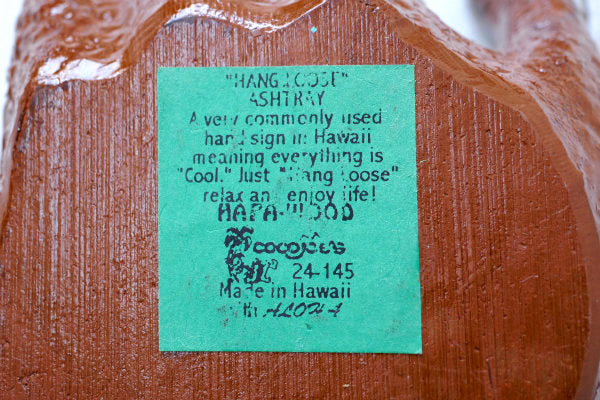 "HANG LOOSE"
ASHTRAY
A very commonly used
hand sign in Hawaii
meaning everything is
"Cool." Just "Hang Loose"
relax and enjoy life!
HAPA-WOOD
24-145
Made in Hawaii
with ALOHA